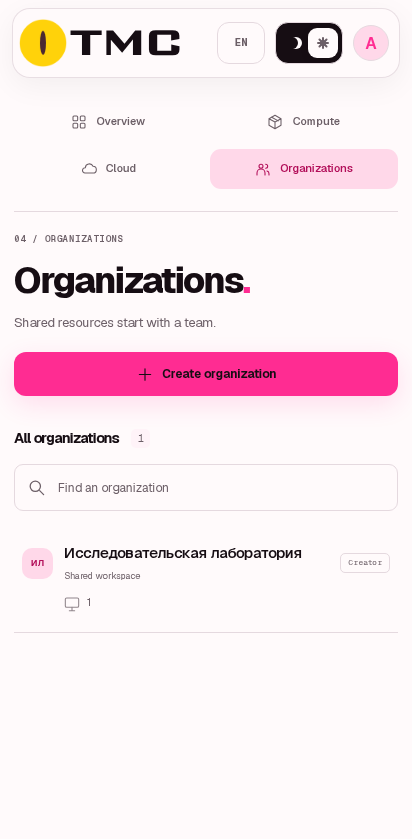 TMC
EN
A
Overview
Compute
Cloud
Organizations
04 / ORGANIZATIONS
Organizations.
Shared resources start with a team.
Create organization
All organizations 1
Find an organization
ИЛ
Исследовательская лаборатория
Creator
Shared workspace
1